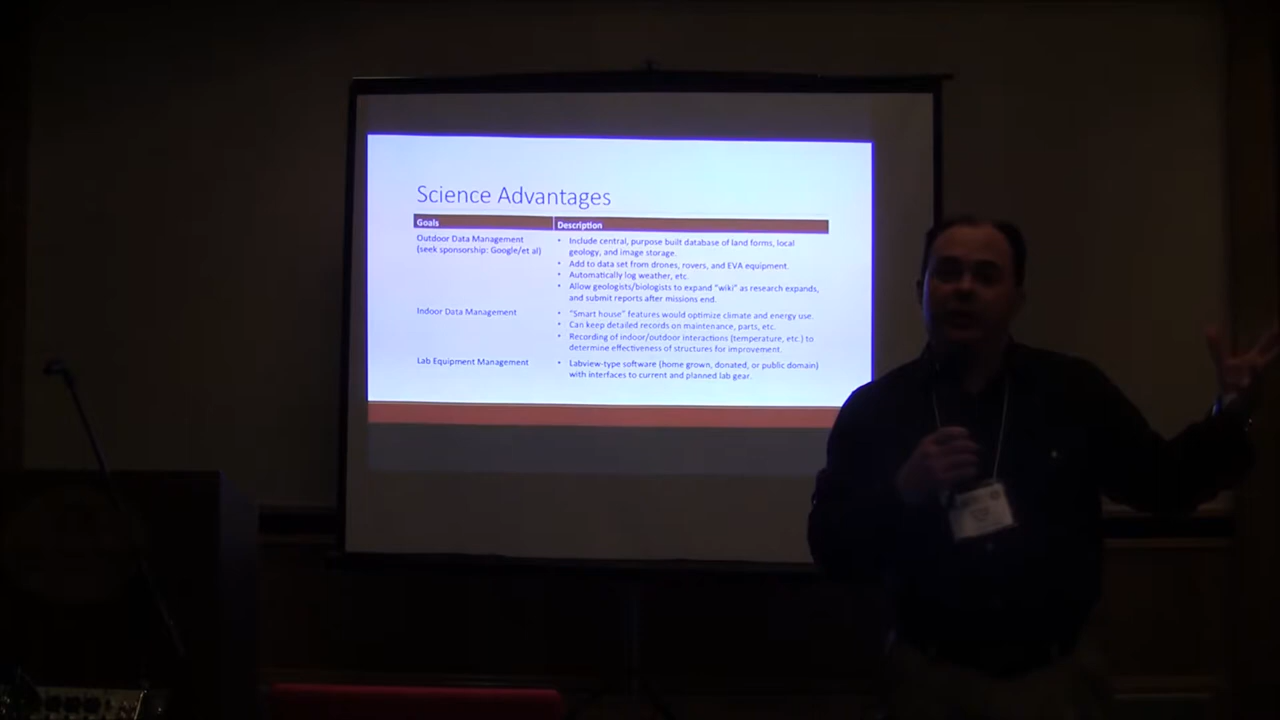 Science Advantages
Goals
Description
Outdoor Data Management
(seek sponsorship: Google/et al)
• Include central, purpose built database of land forms, local
geology, and image storage.
• Add to data set from drones, rovers, and EVA equipment.
• Automatically log weather, etc.
• Allow geologists/biologists to expand “wiki” as research expands,
and submit reports after missions end.
Indoor Data Management
• “Smart house” features would optimize climate and energy use.
• Can keep detailed records on maintenance, parts, etc.
• Recording of indoor/outdoor interactions (temperature, etc.) to
determine effectiveness of structures for improvement.
Lab Equipment Management
• Labview-type software (home grown, donated, or public domain)
with interfaces to current and planned lab gear.